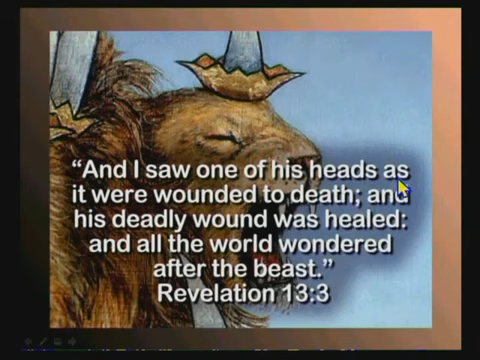 “And I saw one of his heads as
it were wounded to death; and
his deadly wound was healed:
and all the world wondered
after the beast.”
Revelation 13:3